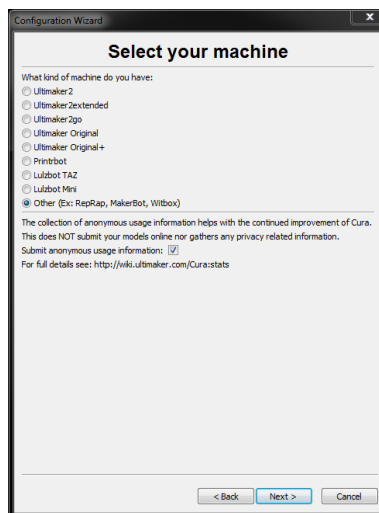 Configuration Wizard
X
Select your machine
What kind of machine do you have:
Ultimaker2
Ultimaker2extended
Ultimaker2go
Ultimaker Original
Ultimaker Original+
Printrbot
Lulzbot TAZ
Lulzbot Mini
Other (Ex: RepRap, MakerBot, Witbox)
The collection of anonymous usage information helps with the continued improvement of Cura.
This does NOT submit your models online nor gathers any privacy related information.
Submit anonymous usage information:
For full details see: http://wiki.ultimaker.com/Cura:stats
< Back Next > Cancel